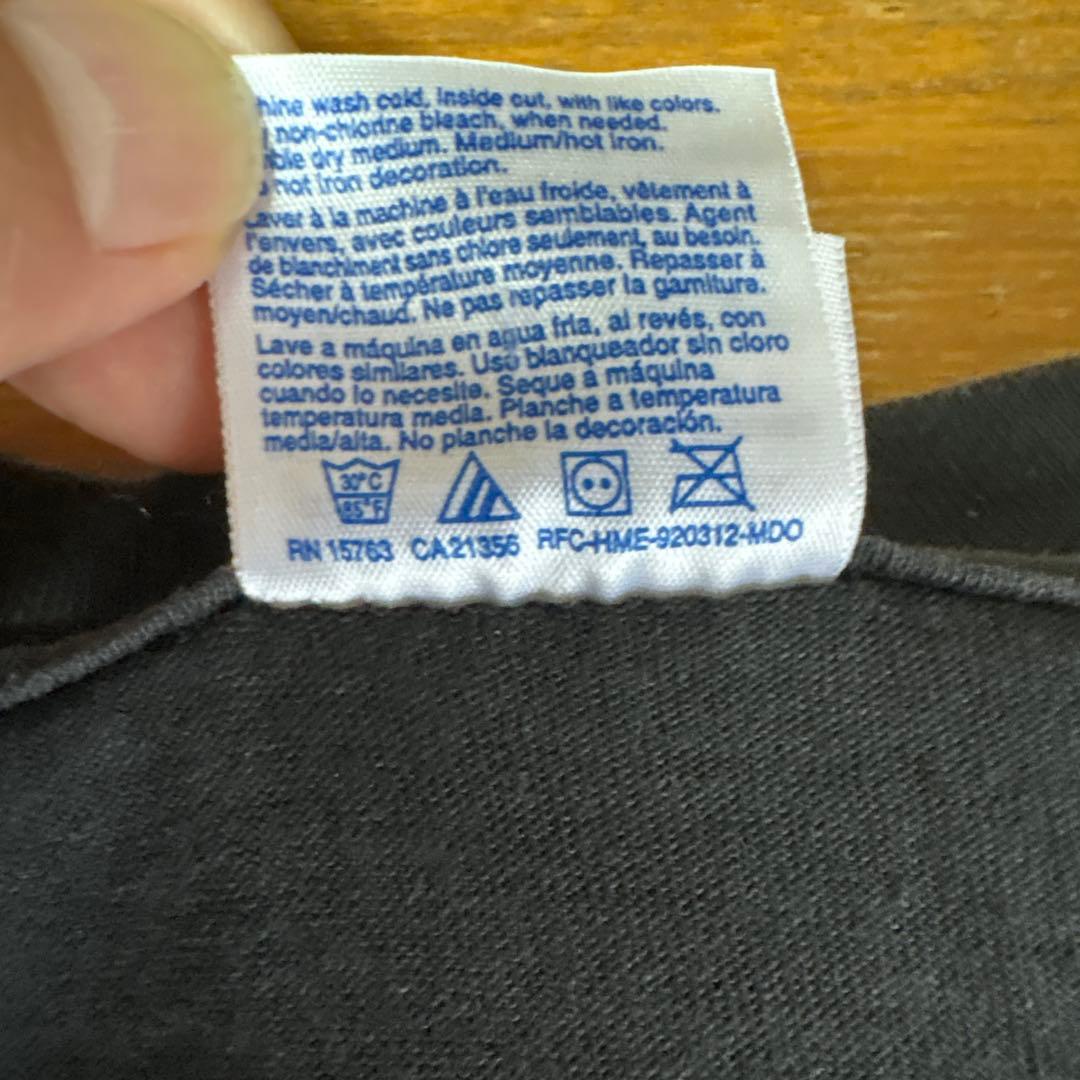 hine wash cold, inside out, with like colors.
non-chlorine bleach, when needed.
ble dry medium. Medium/hot iron.
not iron decoration.
Laver à la machine à l'eau froide, vêtement à
l'envers, avec couleurs semblables. Agent
de blanchiment sans chlore seulement, au besoin.
Sécher à température moyenne. Repasser à
moyen/chaud. Ne pas repasser la garniture.
Lave a máquina en agua fría, al revés, con
colores similares. Use blanqueador sin cloro
cuando lo necesite. Seque a máquina
temperatura media. Planche a temperatura
media/alta. No planche la decoración.
30°C
85°F
RN 15763 CA21356 RFC-HME-920312-MDO